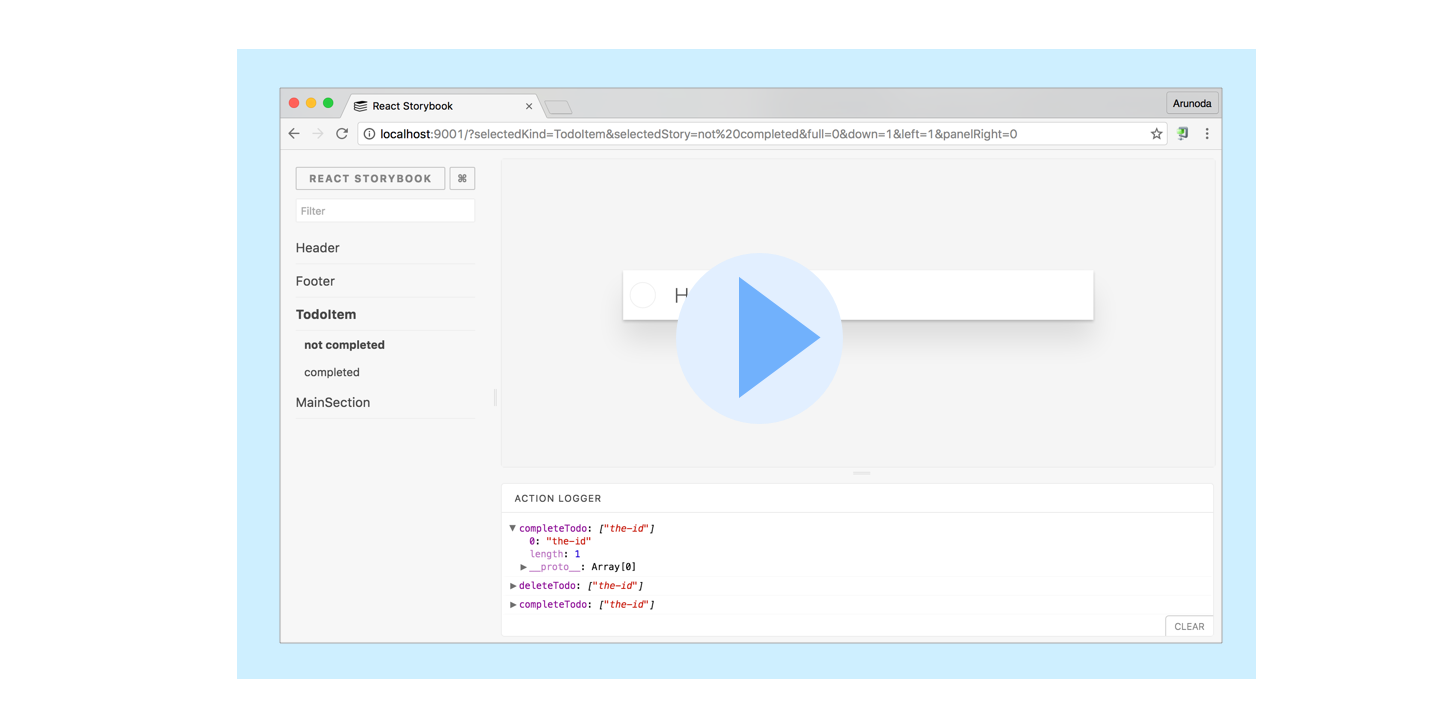 React Storybook
Arunoda
localhost:9001/?selectedKind=TodoItem&selectedStory=not%20completed&full=0&down=1&left=1&panelRight=0
REACT STORYBOOK ⌘
Filter
Header
Footer
TodoItem
not completed
completed
MainSection
ACTION LOGGER
▼ completeTodo: ["the-id"]
0: "the-id"
length: 1
▶ __proto__: Array[0]
▶ deleteTodo: ["the-id"]
▶ completeTodo: ["the-id"]
CLEAR